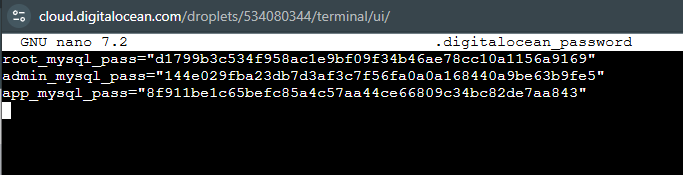 cloud.digitalocean.com/droplets/534080344/terminal/ui/
GNU nano 7.2 .digitalocean_password
root_mysql_pass="d1799b3c534f958ac1e9bf09f34b46ae78cc10a1156a9169"
admin_mysql_pass="144e029fba23db7d3af3c7f56fa0a0a168440a9be63b9fe5"
app_mysql_pass="8f911be1c65befc85a4c57aa44ce66809c34bc82de7aa843"